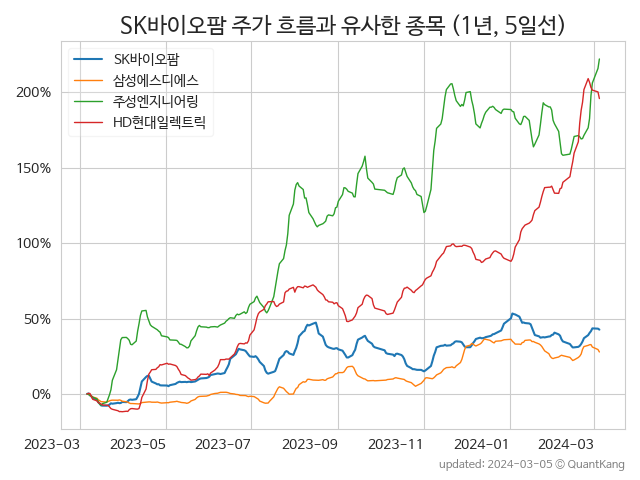 SK바이오팜 주가 흐름과 유사한 종목 (1년, 5일선)
SK바이오팜
삼성에스디에스
주성엔지니어링
HD현대일렉트릭
200%
150%
100%
50%
0%
2023-03 2023-05 2023-07 2023-09 2023-11 2024-01 2024-03
updated: 2024-03-05 © QuantKang